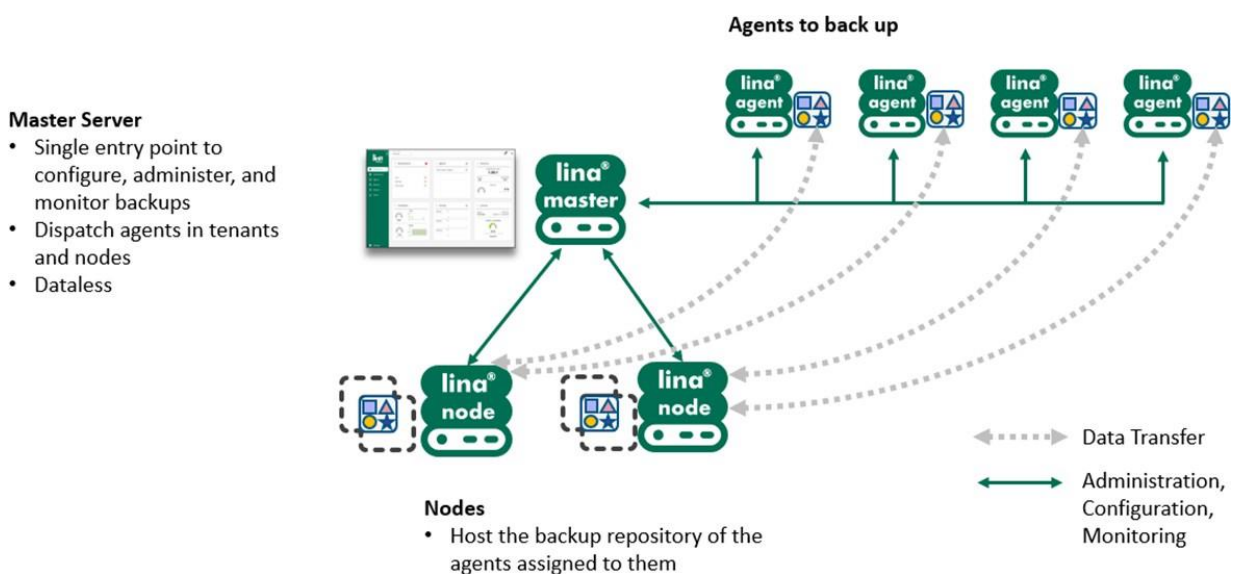 Agents to back up
lina®
agent
lina®
agent
lina®
agent
lina®
agent
Master Server
• Single entry point to
configure, administer, and
monitor backups
• Dispatch agents in tenants
and nodes
• Dataless
lina®
master
lina®
node
lina®
node
Data Transfer
Administration,
Configuration,
Monitoring
Nodes
• Host the backup repository of the
agents assigned to them